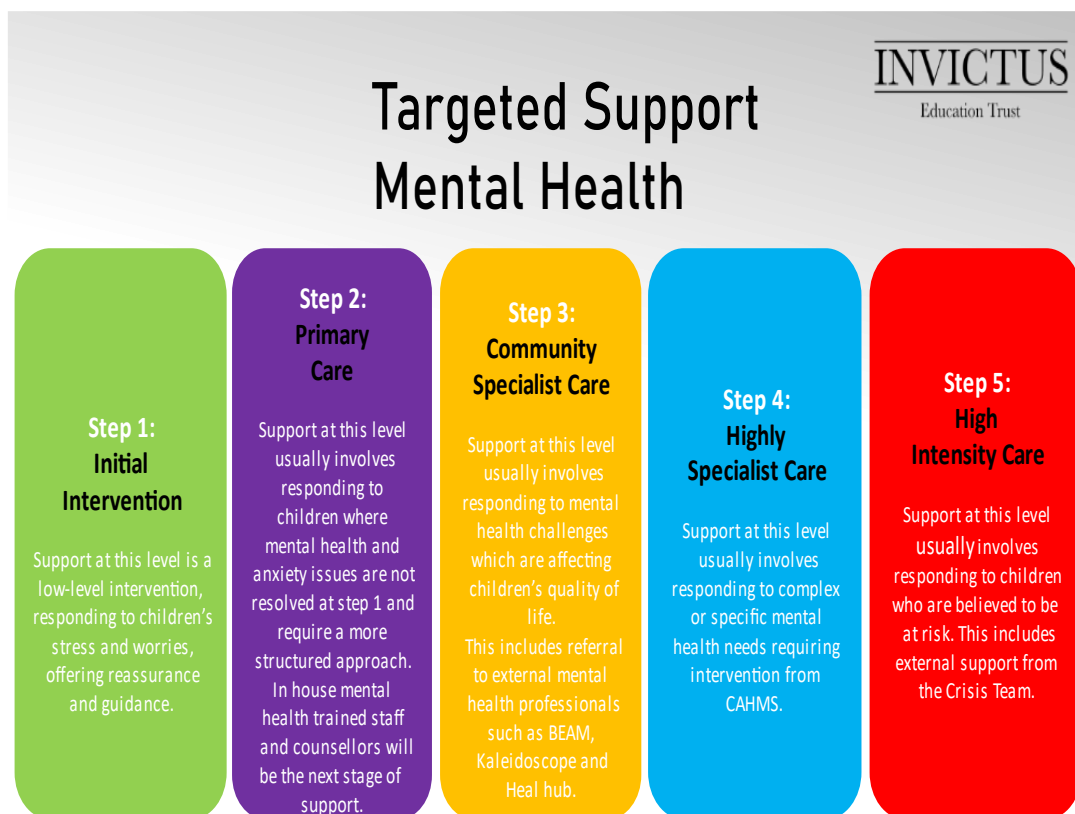 INVICTUS
Education Trust
Targeted Support
Mental Health
Step 1:
Initial
Intervention
Support at this level is a
low-level intervention,
responding to children's
stress and worries,
offering reassurance
and guidance.
Step 2:
Primary
Care
Support at this level
usually involves
responding to
children where
mental health and
anxiety issues are not
resolved at step 1 and
require a more
structured approach.
In house mental
health trained staff
and counsellors will
be the next stage of
support.
Step 3:
Community
Specialist Care
Support at this level
usually involves
responding to mental
health challenges
which are affecting
children's quality of
life.
This includes referral
to external mental
health professionals
such as BEAM,
Kaleidoscope and
Heal hub.
Step 4:
Highly
Specialist Care
Support at this level
usually involves
responding to complex
or specific mental
health needs requiring
intervention from
CAHMS.
Step 5:
High
Intensity Care
Support at this level
usually involves
responding to children
who are believed to be
at risk. This includes
external support from
the Crisis Team.